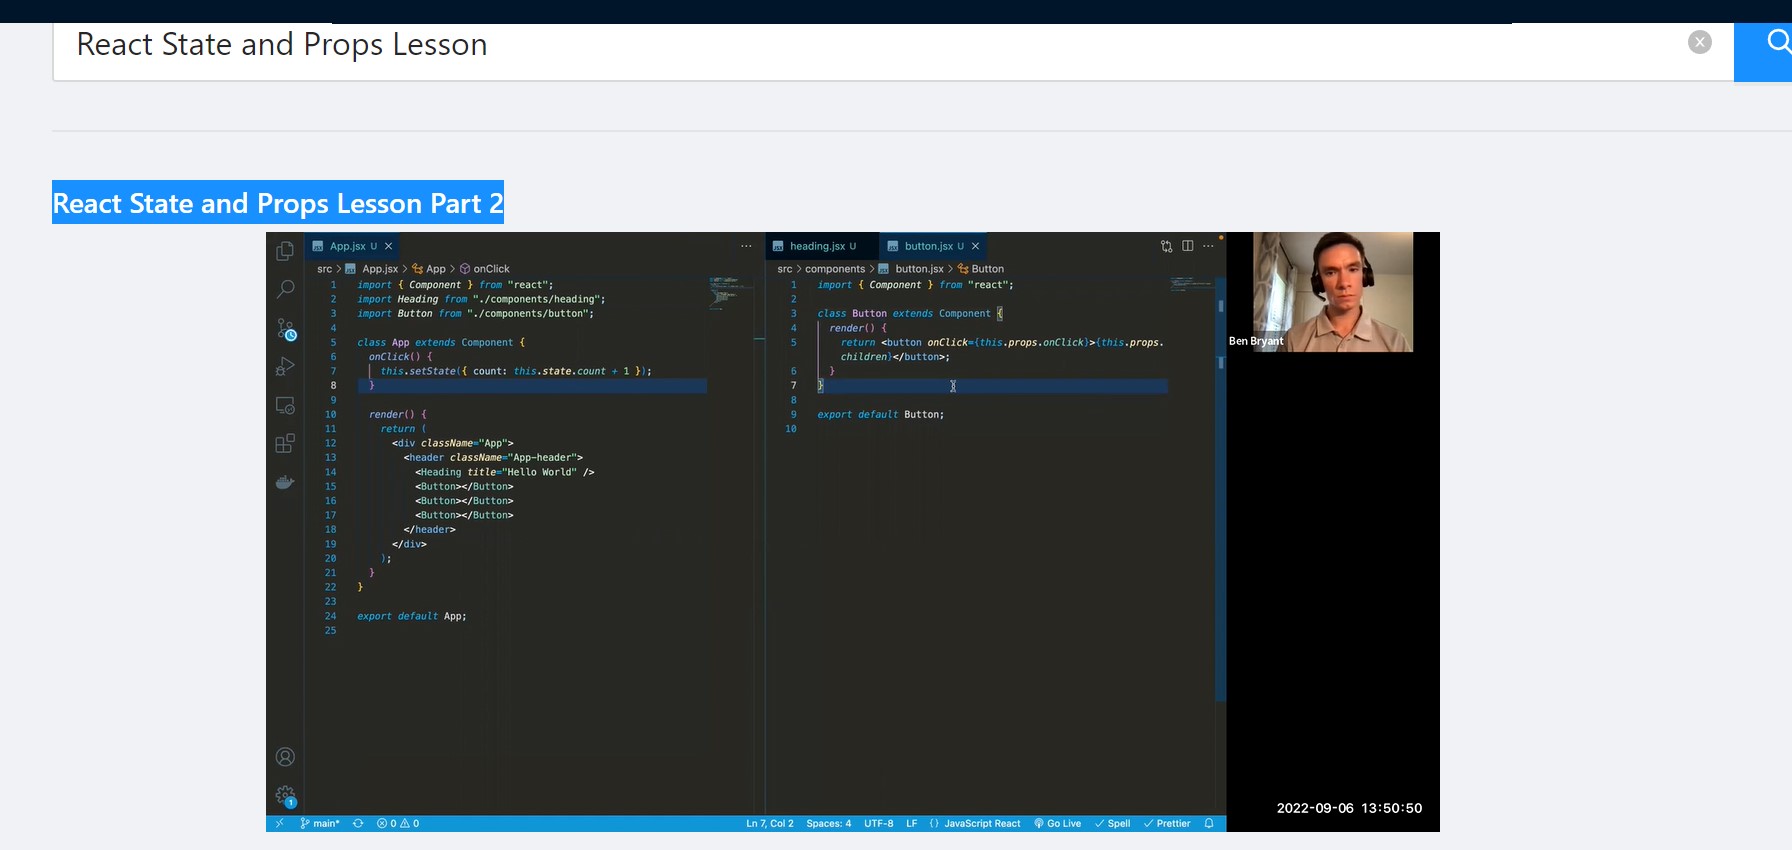 React State and Props Lesson
React State and Props Lesson Part 2
App.jsx U
src > App.jsx > App > onClick
1 import { Component } from "react";
2 import Heading from "./components/heading";
3 import Button from "./components/button";
4
5 class App extends Component {
6 onClick() {
7 this.setState({ count: this.state.count + 1 });
8 }
9
10 render() {
11 return (
12 <div className="App">
13 <header className="App-header">
14 <Heading title="Hello World" />
15 <Button></Button>
16 <Button></Button>
17 <Button></Button>
18 </header>
19 </div>
20 );
21 }
22 }
23
24 export default App;
25
heading.jsx U button.jsx U
src > components > button.jsx > Button
1 import { Component } from "react";
2
3 class Button extends Component {
4 render() {
5 return <button onClick={this.props.onClick}>{this.props.
children}</button>;
6 }
7 }
8
9 export default Button;
10
Ben Bryant
2022-09-06 13:50:50
1
main* 0 0 Ln 7, Col 2 Spaces: 4 UTF-8 LF {} JavaScript React Go Live Spell Prettier